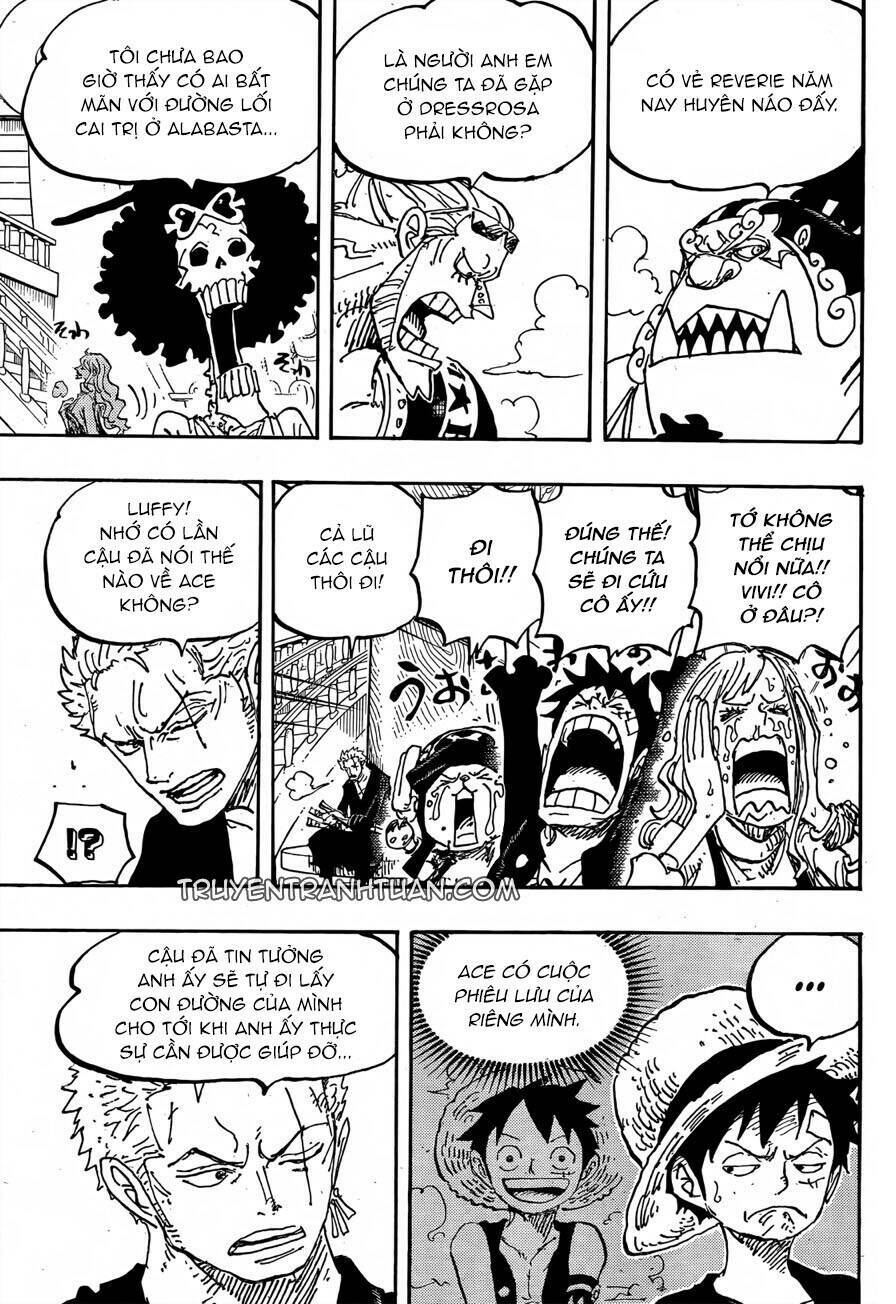 CÓ VẺ REVERIE NĂM
NAY HUYÊN NÁO ĐẤY.
LÀ NGƯỜI ANH EM
CHÚNG TA ĐÃ GẶP
Ở DRESSROSA
PHẢI KHÔNG?
TÔI CHƯA BAO
GIỜ THẤY CÓ AI BẤT
MÃN VỚI ĐƯỜNG LỐI
CAI TRỊ Ở ALABASTA...
TỚ KHÔNG
THỂ CHỊU
NỔI NỮA!!
VIVI!! CÔ
Ở ĐÂU?!
ĐÚNG THẾ!
CHÚNG TA
SẼ ĐI CỨU
CÔ ẤY!!
ĐI
THÔI!!
CẢ LŨ
CÁC CẬU
THÔI ĐI!
LUFFY!
NHỚ CÓ LẦN
CẬU ĐÃ NÓI THẾ
NÀO VỀ ACE
KHÔNG?
!?
TRUYENTRANHTUAN.COM
...
ACE CÓ CUỘC
PHIÊU LƯU CỦA
RIÊNG MÌNH.
CẬU ĐÃ TIN TƯỞNG
ANH ẤY SẼ TỰ ĐI LẤY
CON ĐƯỜNG CỦA MÌNH
CHO TỚI KHI ANH ẤY THỰC
SỰ CẦN ĐƯỢC GIÚP ĐỠ...